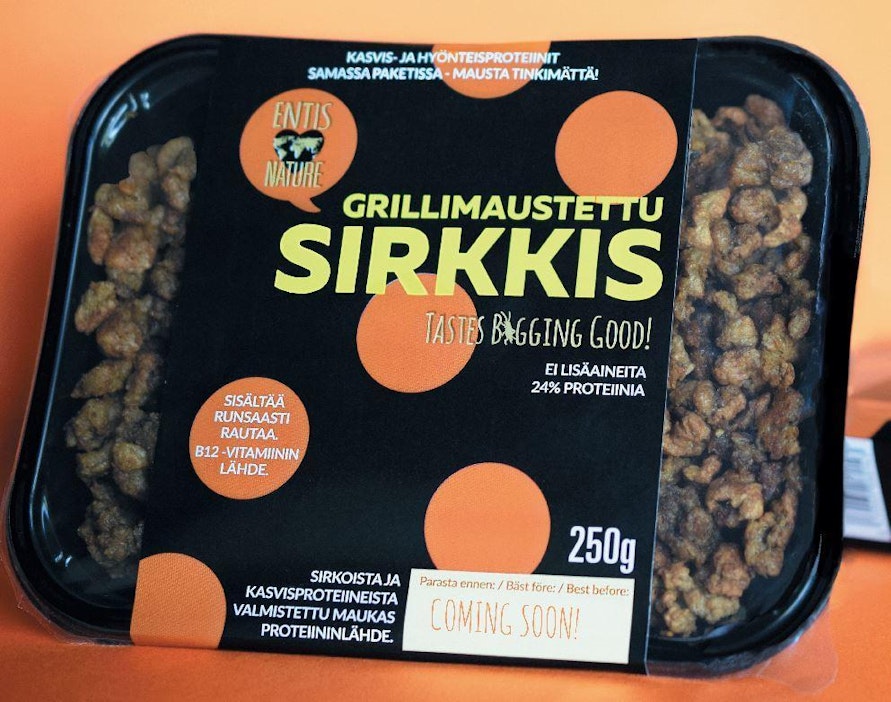 KASVIS- JA HYÖNTEISPROTEIINIT
SAMASSA PAKETISSA - MAUSTA TINKIMÄTTÄ!
ENTIS
NATURE
GRILLIMAUSTETTU
SIRKKIS
TASTES BUGGING GOOD!
EI LISÄAINEITA
24% PROTEIINIA
SISÄLTÄÄ
RUNSAASTI
RAUTAA.
B12 -VITAMIININ
LÄHDE.
250g
SIRKOISTA JA
KASVISPROTEIINEISTA
VALMISTETTU MAUKAS
PROTEIININLÄHDE.
Parasta ennen: / Bäst före: / Best before:
COMING SOON!